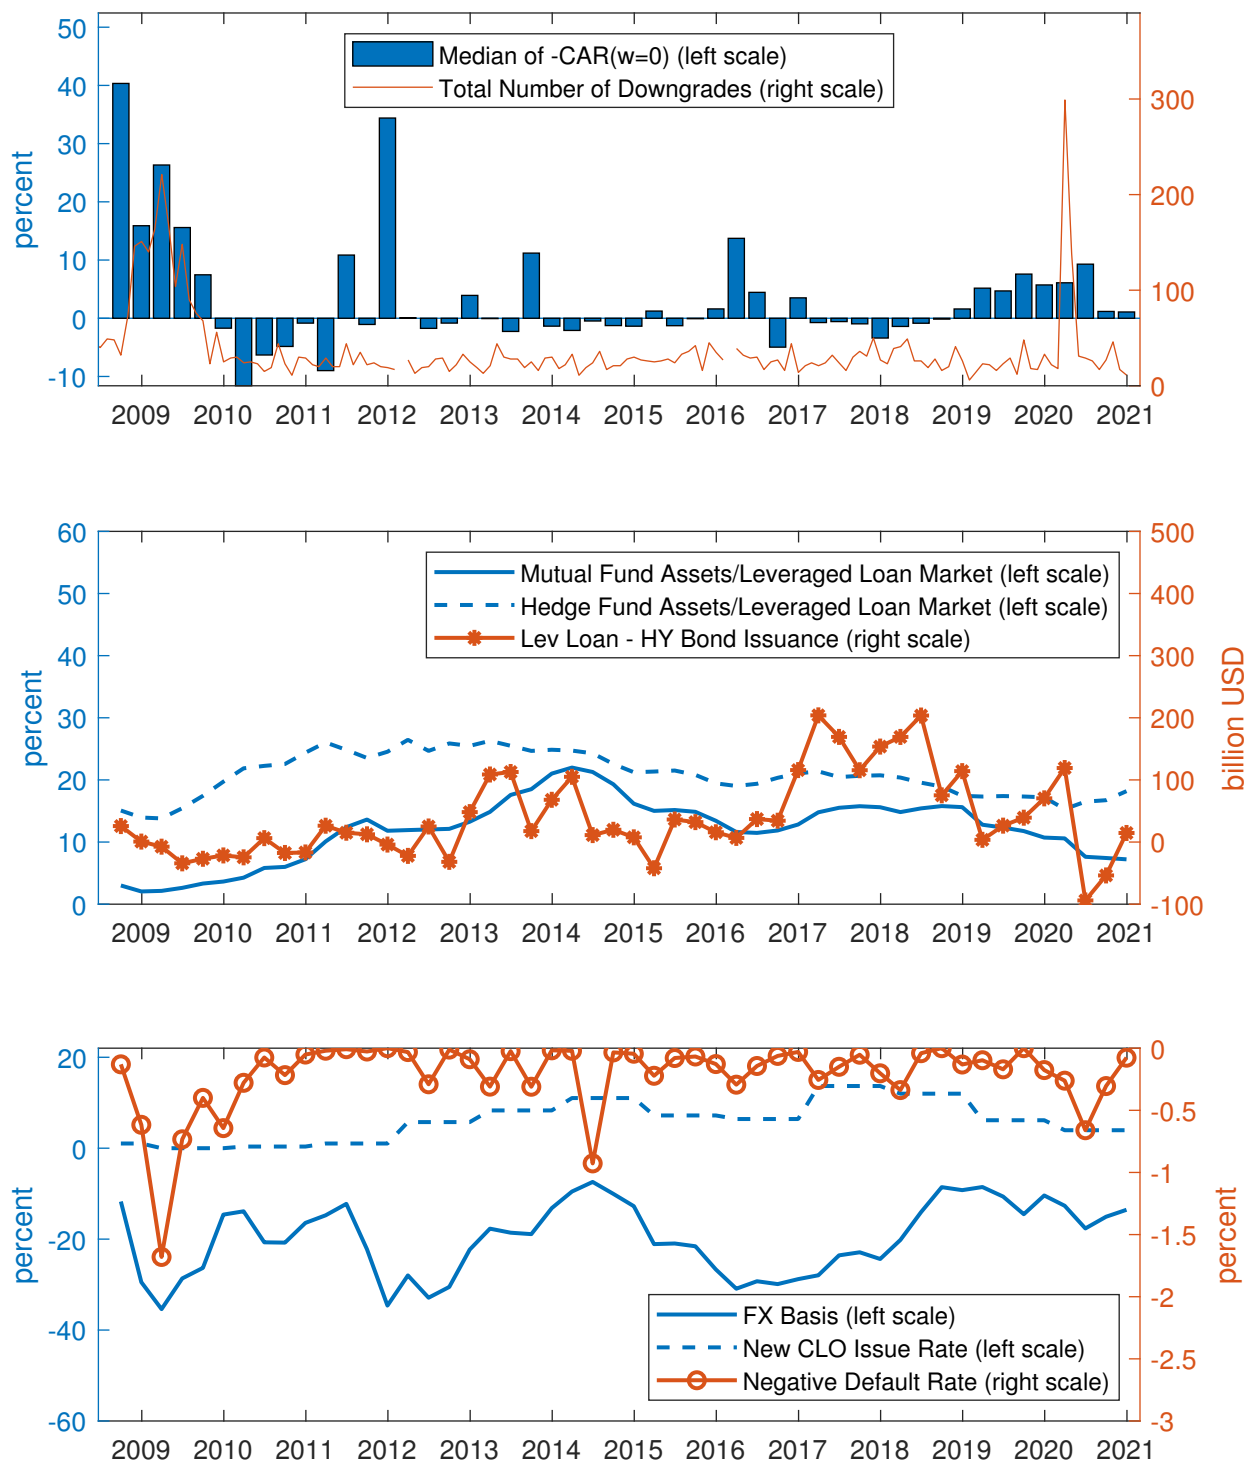 50
40
30
20
10
0
-10
percent
Median of -CAR(w=0) (left scale)
Total Number of Downgrades (right scale)
300
200
100
0
2009 2010 2011 2012 2013 2014 2015 2016 2017 2018 2019 2020 2021
60
50
40
30
20
10
0
percent
Mutual Fund Assets/Leveraged Loan Market (left scale)
Hedge Fund Assets/Leveraged Loan Market (left scale)
Lev Loan - HY Bond Issuance (right scale)
500
400
300
200
100
0
-100
billion USD
2009 2010 2011 2012 2013 2014 2015 2016 2017 2018 2019 2020 2021
20
0
-20
-40
-60
percent
FX Basis (left scale)
New CLO Issue Rate (left scale)
Negative Default Rate (right scale)
0
-0.5
-1
-1.5
-2
-2.5
-3
percent
2009 2010 2011 2012 2013 2014 2015 2016 2017 2018 2019 2020 2021